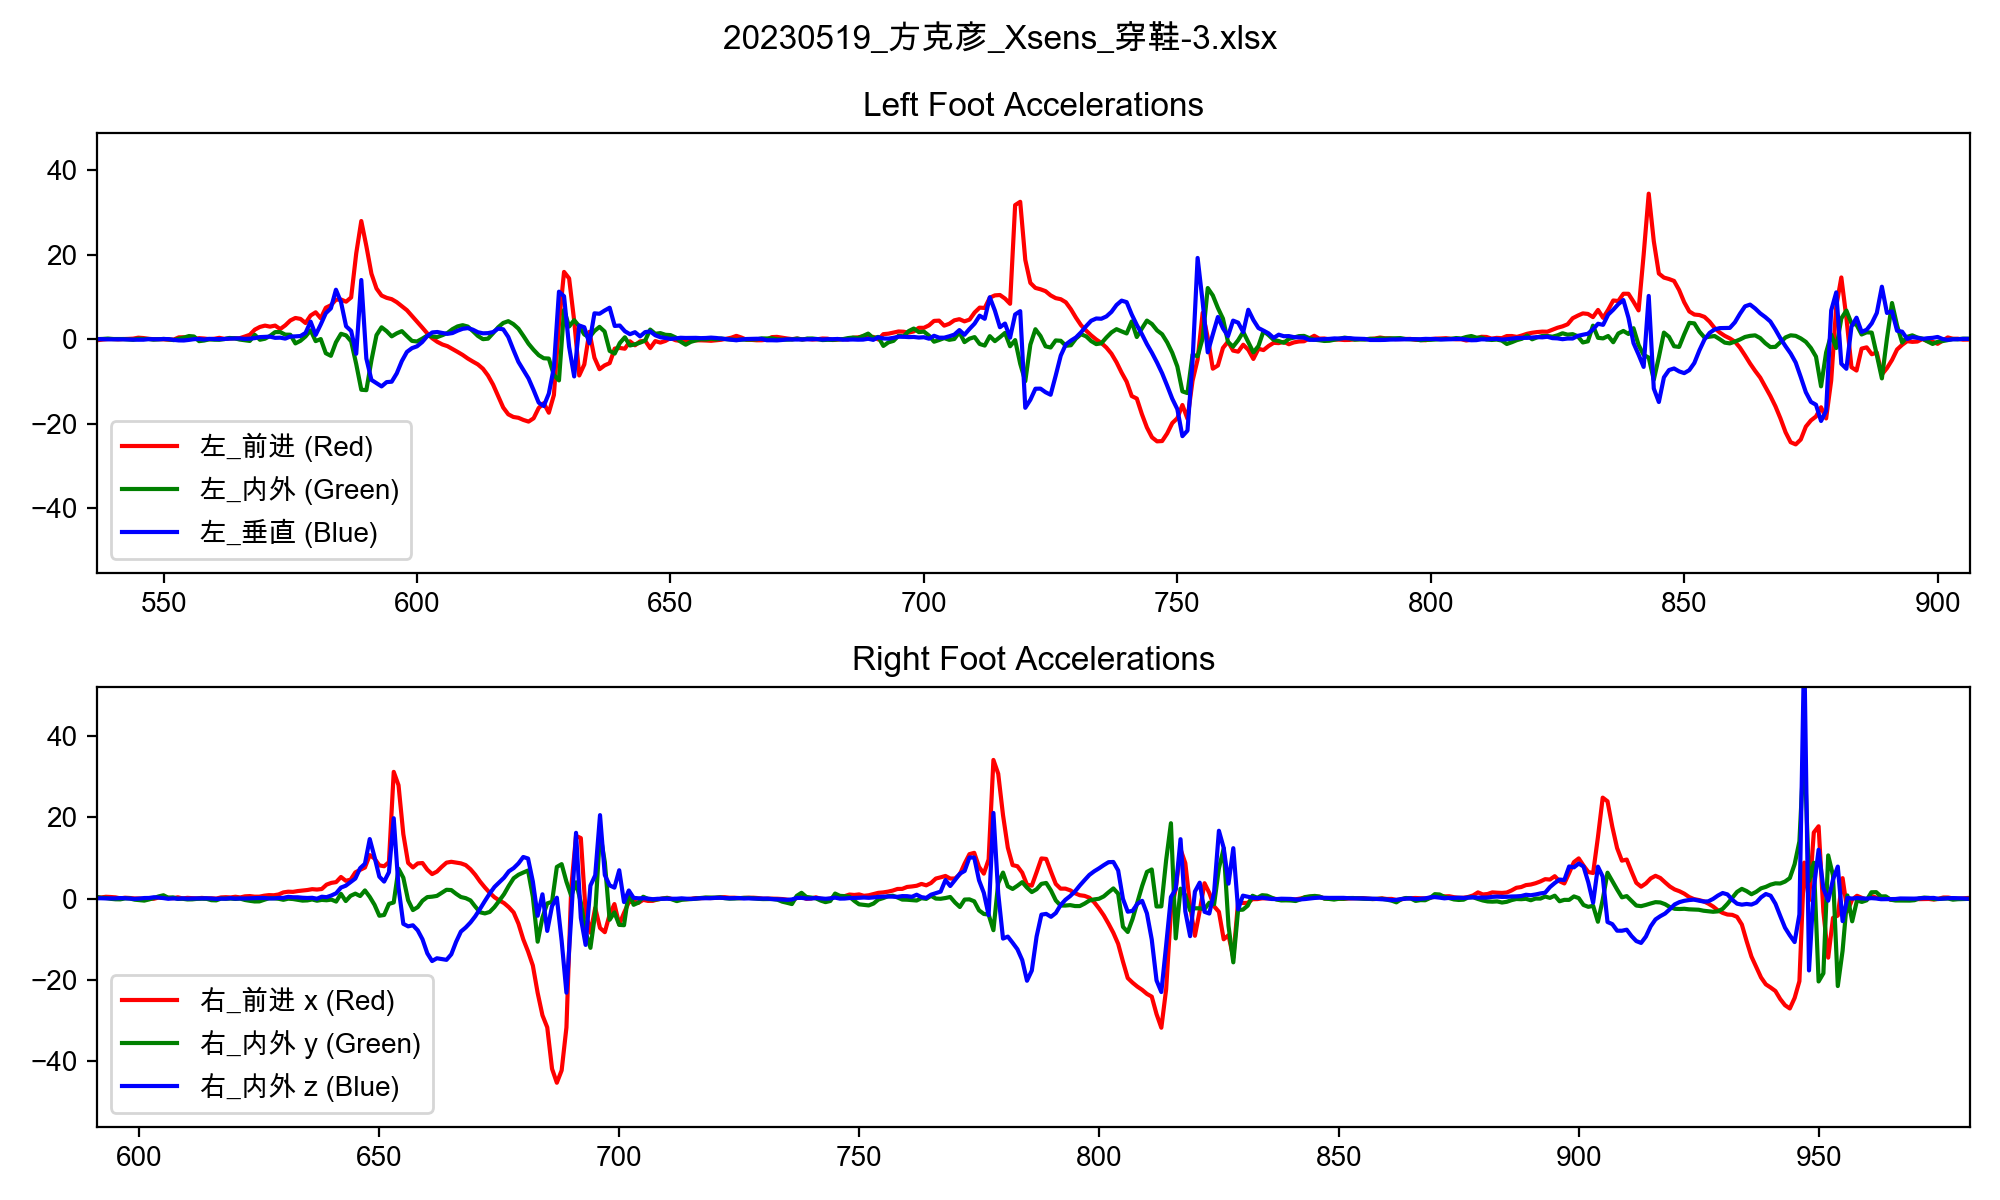 20230519_方克彦_Xsens_穿鞋-3.xlsx
Left Foot Accelerations
40
20
0
−20
−40
左_前进 (Red)
左_内外 (Green)
左_垂直 (Blue)
550 600 650 700 750 800 850 900
Right Foot Accelerations
40
20
0
−20
−40
右_前进 x (Red)
右_内外 y (Green)
右_内外 z (Blue)
600 650 700 750 800 850 900 950